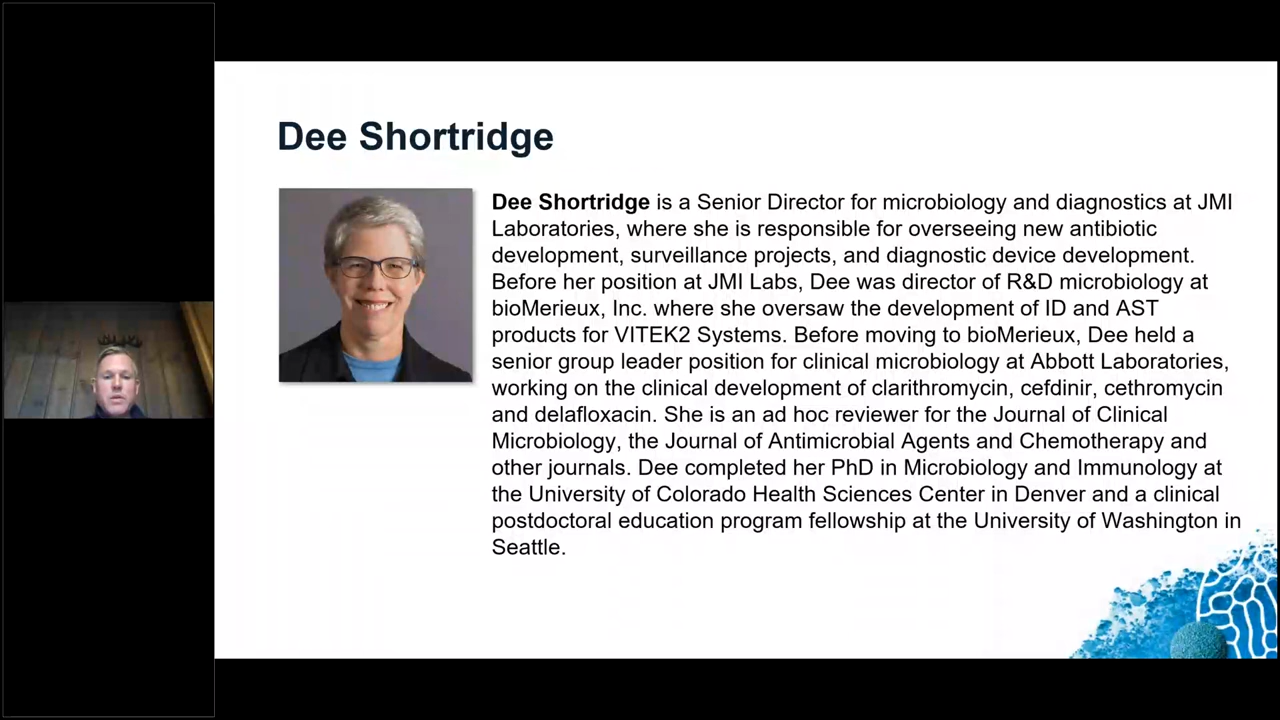 Dee Shortridge
Dee Shortridge is a Senior Director for microbiology and diagnostics at JMI
Laboratories, where she is responsible for overseeing new antibiotic
development, surveillance projects, and diagnostic device development.
Before her position at JMI Labs, Dee was director of R&D microbiology at
bioMerieux, Inc. where she oversaw the development of ID and AST
products for VITEK2 Systems. Before moving to bioMerieux, Dee held a
senior group leader position for clinical microbiology at Abbott Laboratories,
working on the clinical development of clarithromycin, cefdinir, cethromycin
and delafloxacin. She is an ad hoc reviewer for the Journal of Clinical
Microbiology, the Journal of Antimicrobial Agents and Chemotherapy and
other journals. Dee completed her PhD in Microbiology and Immunology at
the University of Colorado Health Sciences Center in Denver and a clinical
postdoctoral education program fellowship at the University of Washington in
Seattle.